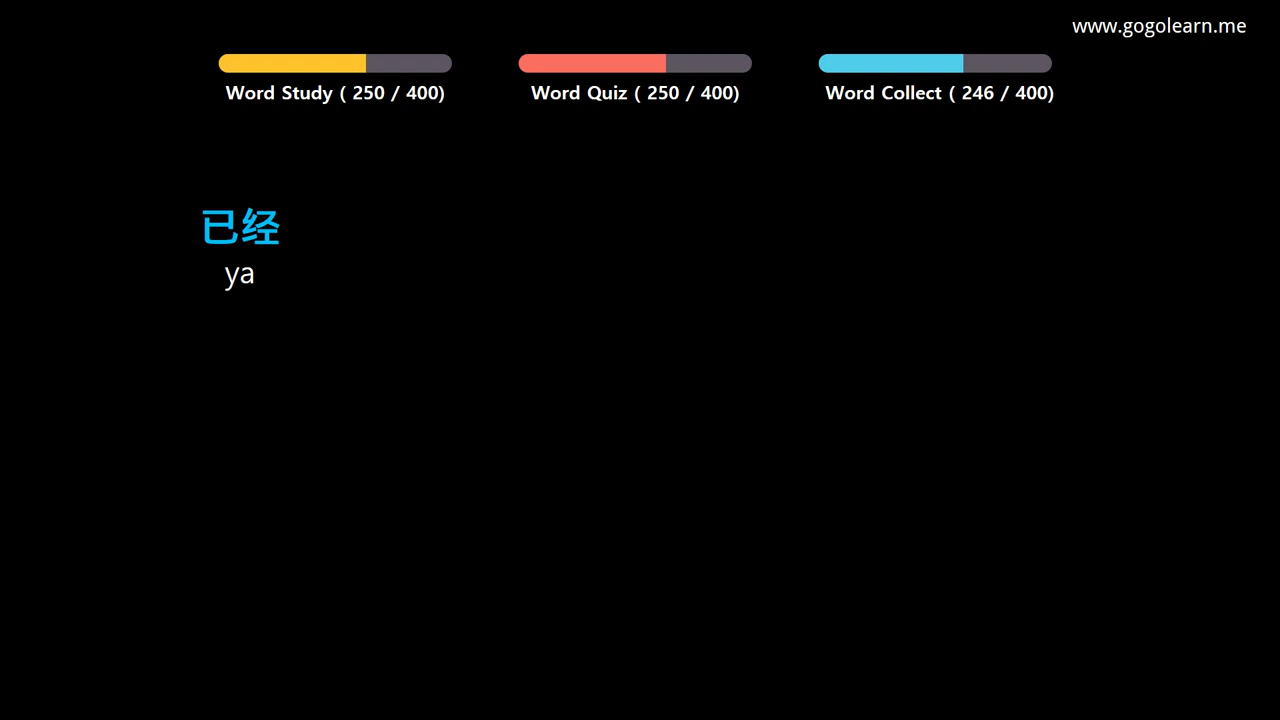 www.gogolearn.me
Word Study ( 250 / 400)
Word Quiz ( 250 / 400)
Word Collect ( 246 / 400)
已经
ya